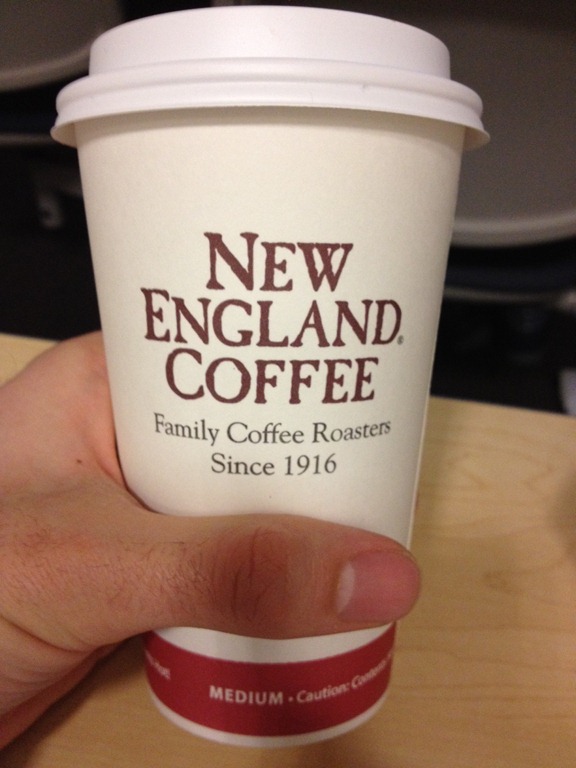 NEW
ENGLAND
COFFEE®
Family Coffee Roasters
Since 1916
MEDIUM • Caution: